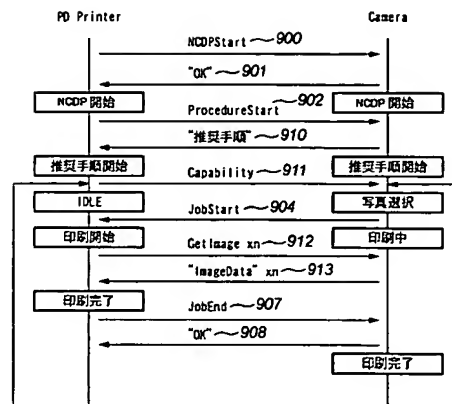 PD Printer Camera
NCDPStart 900
"OK" 901
NCDP 開始 ProcedureStart 902 NCDP 開始
"推奨手順" 910
推奨手順開始 Capability 911 推奨手順開始
IDLE JobStart 904 写真選択
印刷開始 GetImage xn 912 印刷中
"ImageData" xn 913
印刷完了 JobEnd 907
"OK" 908
印刷完了